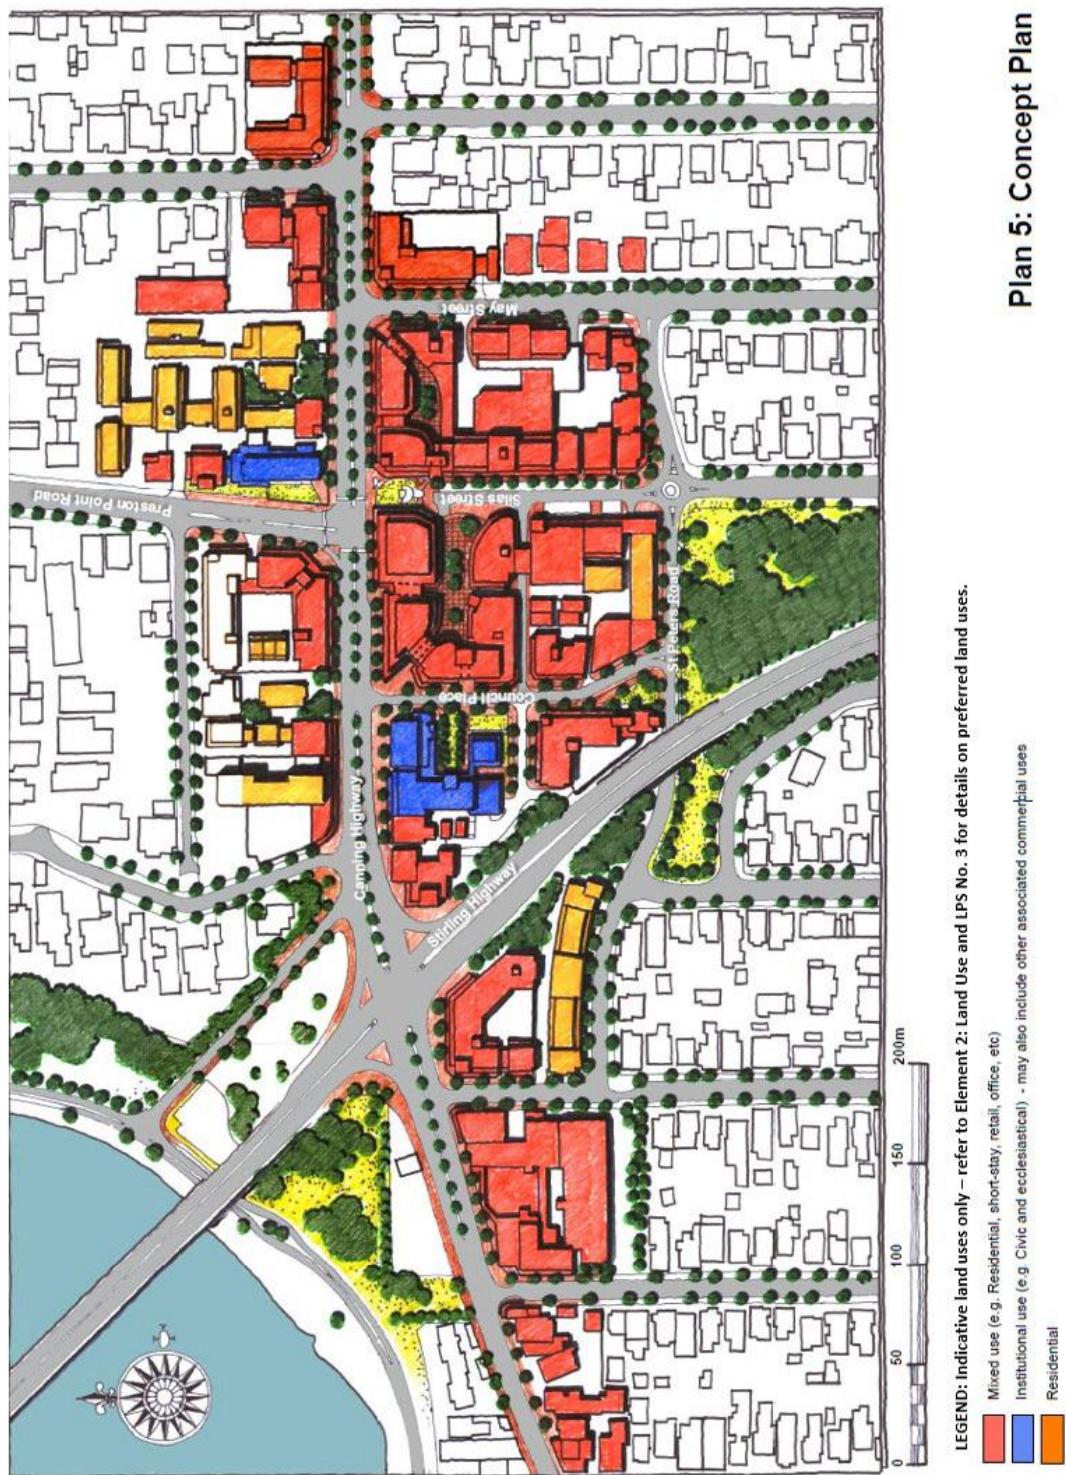 Plan 5: Concept Plan
Preston Point Road
Canning Highway
Stirling Highway
Council Place
Silas Street
May Street
St Peters Road
0
50
100
150
200m
LEGEND: Indicative land uses only – refer to Element 2: Land Use and LPS No. 3 for details on preferred land uses.
Mixed use (e.g. Residential, short-stay, retail, office, etc)
Institutional use (e.g. Civic and ecclesiastical) - may also include other associated commercial uses
Residential